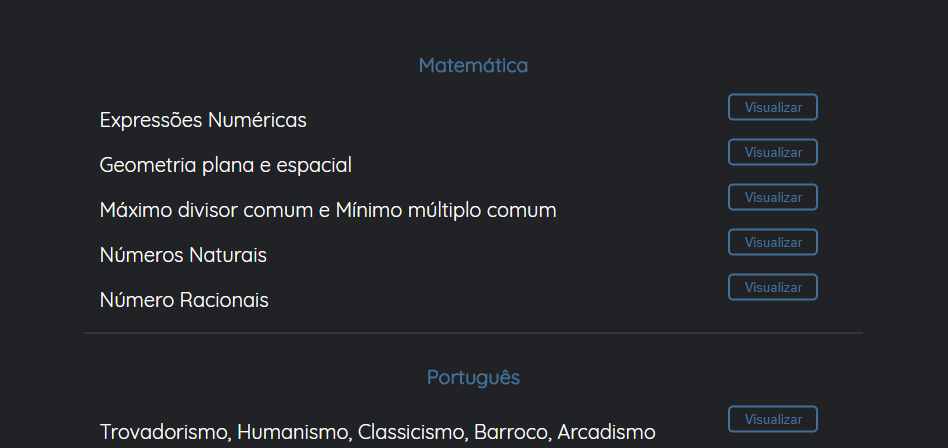 Matemática
Expressões Numéricas Visualizar
Geometria plana e espacial Visualizar
Máximo divisor comum e Mínimo múltiplo comum Visualizar
Números Naturais Visualizar
Número Racionais Visualizar
Português
Trovadorismo, Humanismo, Classicismo, Barroco, Arcadismo Visualizar